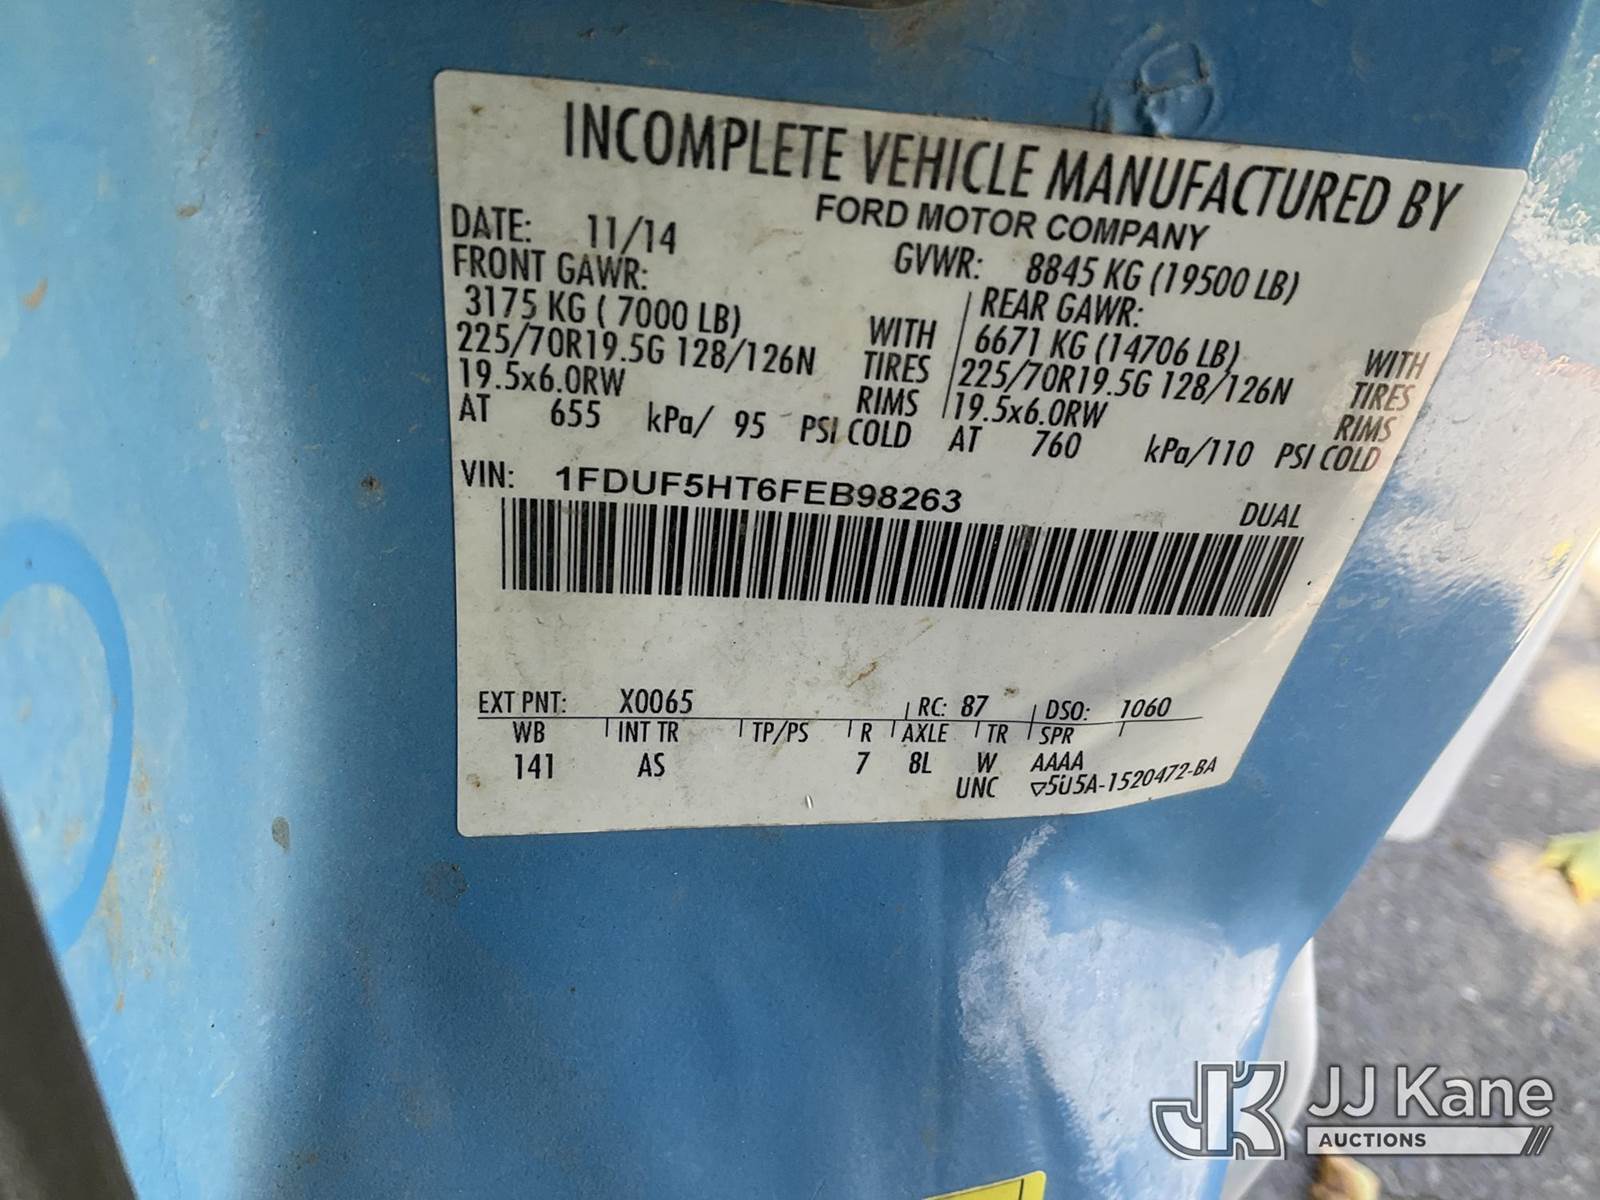 INCOMPLETE VEHICLE MANUFACTURED BY
FORD MOTOR COMPANY
DATE: 11/14
GVWR: 8845 KG (19500 LB)
FRONT GAWR:
3175 KG ( 7000 LB) WITH
225/70R19.5G 128/126N TIRES
19.5x6.0RW RIMS
AT 655 kPa/ 95 PSI COLD
REAR GAWR:
6671 KG (14706 LB) WITH
225/70R19.5G 128/126N TIRES
19.5x6.0RW RIMS
AT 760 kPa/110 PSI COLD
VIN: 1FDUF5HT6FEB98263
DUAL
EXT PNT: X0065 RC: 87 DSO: 1060
WB INT TR TP/PS R AXLE TR SPR
141 AS 7 8L W AAAA
UNC ▽5U5A-1520472-BA
JK JJ Kane
AUCTIONS